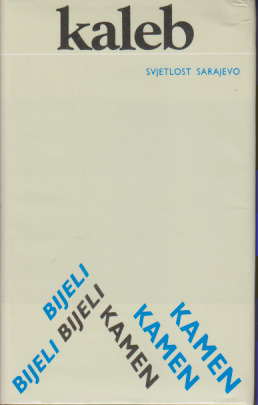 kaleb
SVJETLOST SARAJEVO
BIJELI
BIJELI BIJELI
KAMEN
KAMEN
KAMEN